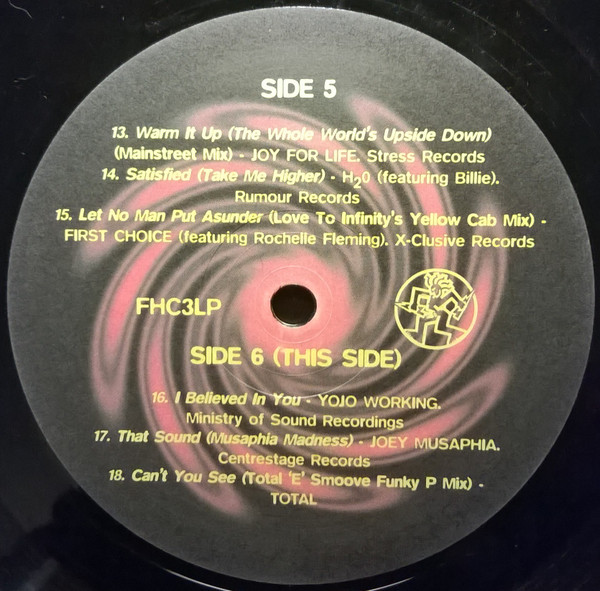 SIDE 5
13. Warm It Up (The Whole World's Upside Down)
(Mainstreet Mix) - JOY FOR LIFE. Stress Records
14. Satisfied (Take Me Higher) - H20 (featuring Billie).
Rumour Records
15. Let No Man Put Asunder (Love To Infinity's Yellow Cab Mix) -
FIRST CHOICE (featuring Rochelle Fleming). X-Clusive Records
FHC3LP
SIDE 6 (THIS SIDE)
16. I Believed In You - YOJO WORKING.
Ministry of Sound Recordings
17. That Sound (Musaphia Madness) - JOEY MUSAPHIA.
Centrestage Records
18. Can't You See (Total 'E' Smoove Funky P Mix) -
TOTAL